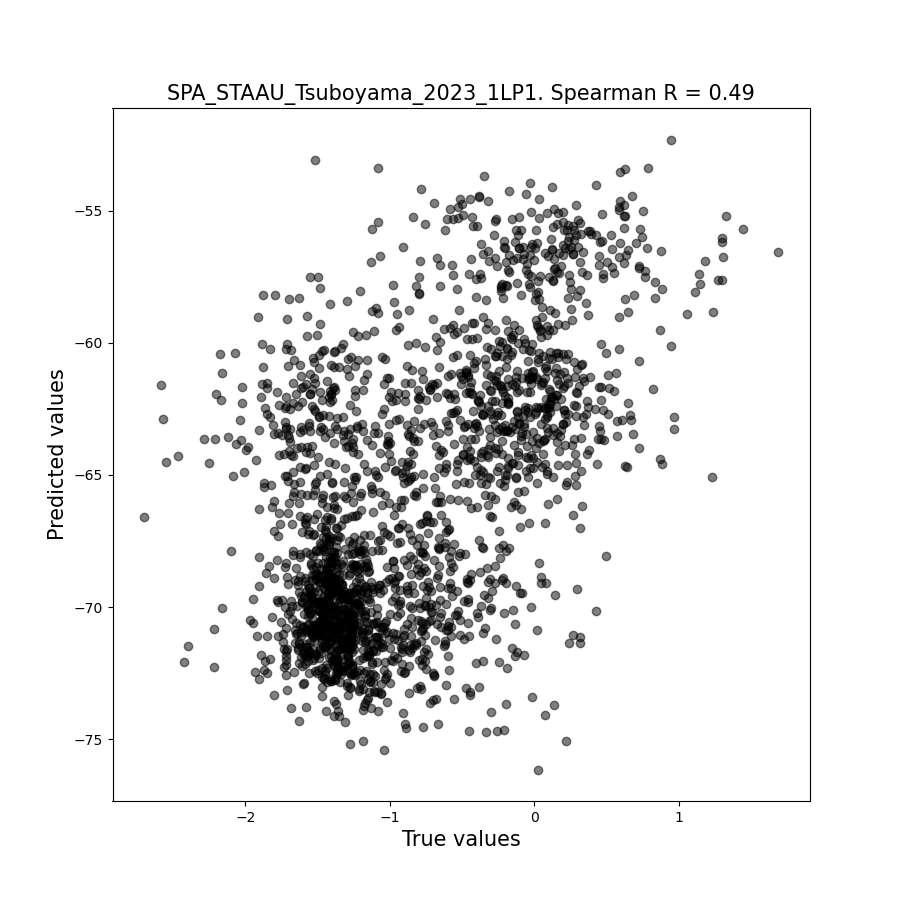 SPA_STAAU_Tsuboyama_2023_1LP1. Spearman R = 0.49
−55
−60
−65
−70
−75
Predicted values
−2 −1 0 1
True values